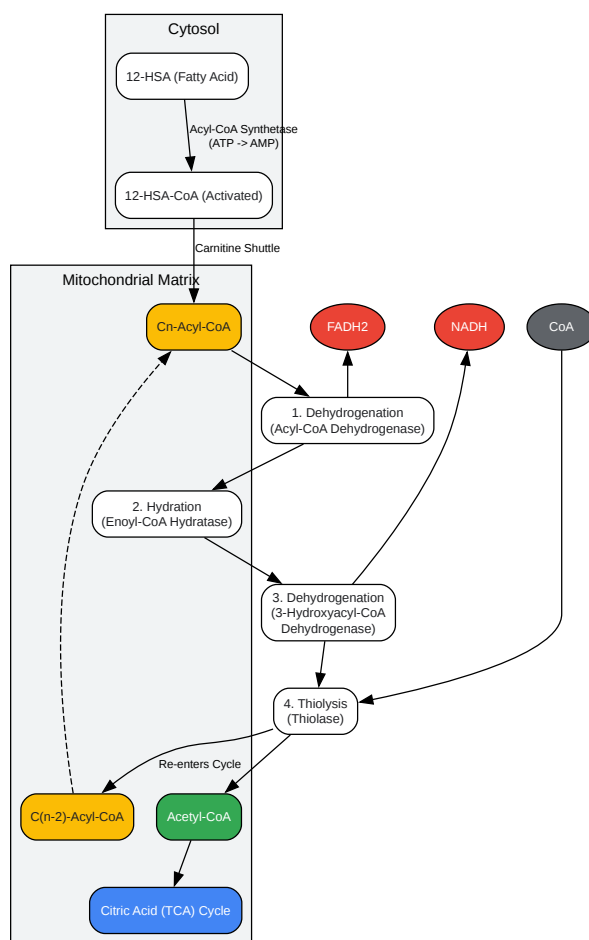 Cytosol
12-HSA (Fatty Acid)
Acyl-CoA Synthetase
(ATP -> AMP)
12-HSA-CoA (Activated)
Carnitine Shuttle
Mitochondrial Matrix
Cn-Acyl-CoA
FADH2
NADH
CoA
1. Dehydrogenation
(Acyl-CoA Dehydrogenase)
2. Hydration
(Enoyl-CoA Hydratase)
3. Dehydrogenation
(3-Hydroxyacyl-CoA
Dehydrogenase)
4. Thiolysis
(Thiolase)
Re-enters Cycle
C(n-2)-Acyl-CoA
Acetyl-CoA
Citric Acid (TCA) Cycle